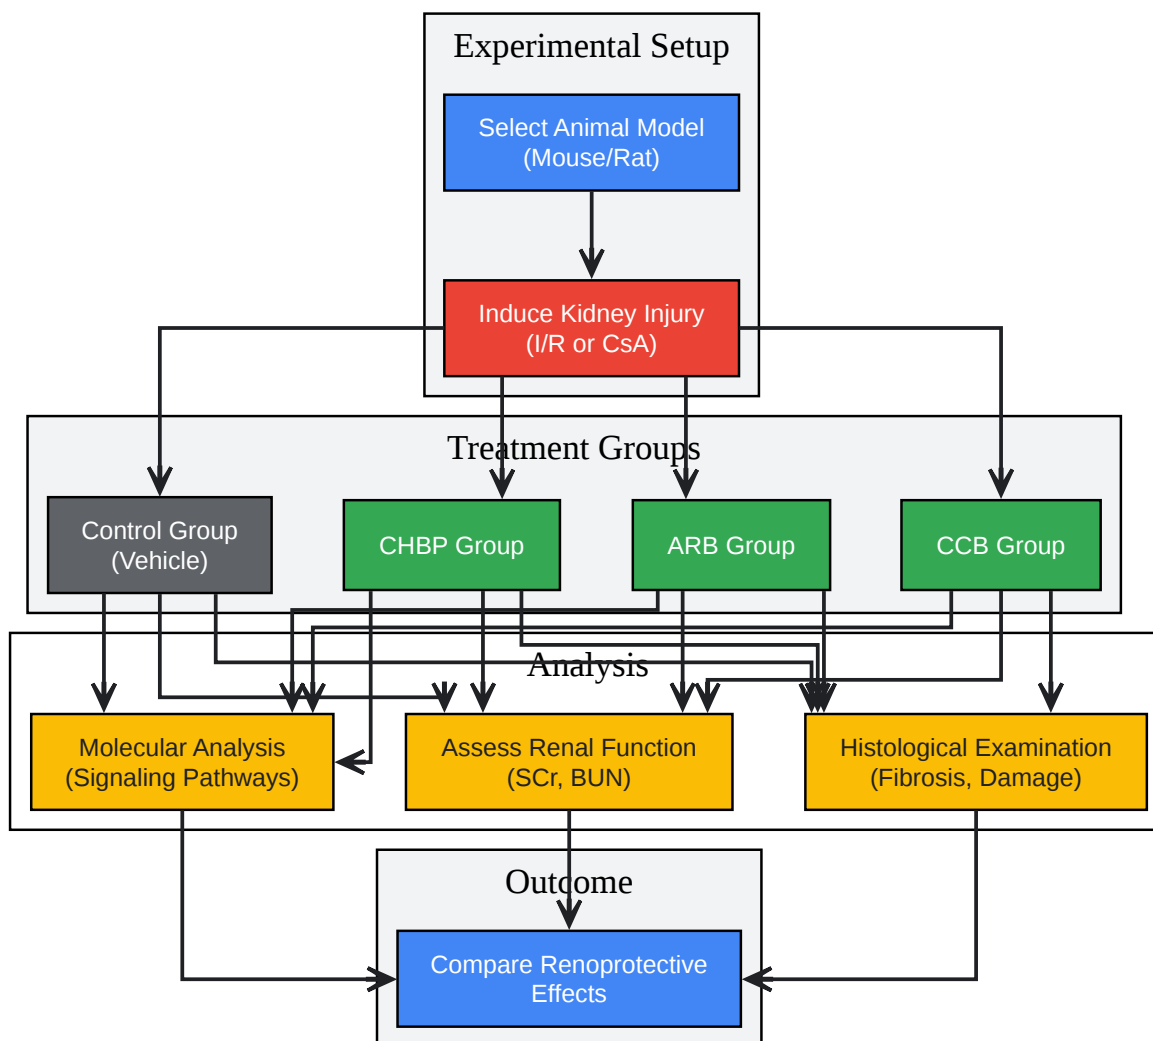 Experimental Setup
Select Animal Model
(Mouse/Rat)
Induce Kidney Injury
(I/R or CsA)
Treatment Groups
Control Group
(Vehicle)
CHBP Group
ARB Group
CCB Group
Analysis
Molecular Analysis
(Signaling Pathways)
Assess Renal Function
(SCr, BUN)
Histological Examination
(Fibrosis, Damage)
Outcome
Compare Renoprotective
Effects